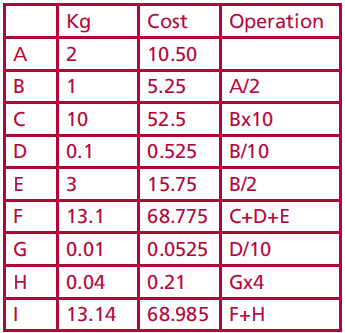 Kg Cost Operation
A 2 10.50
B 1 5.25 A/2
C 10 52.5 Bx10
D 0.1 0.525 B/10
E 3 15.75 B/2
F 13.1 68.775 C+D+E
G 0.01 0.0525 D/10
H 0.04 0.21 Gx4
I 13.14 68.985 F+H